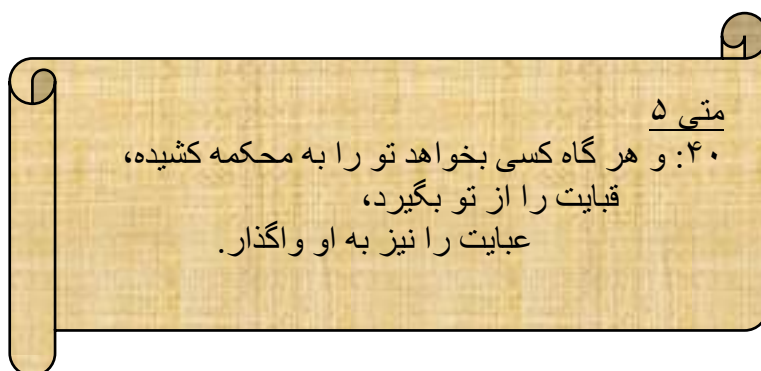 متی ۵
۴۰: و هر گاه کسی بخواهد تو را به محکمه کشیده،
قبایت را از تو بگیرد،
عبایت را نیز به او واگذار.